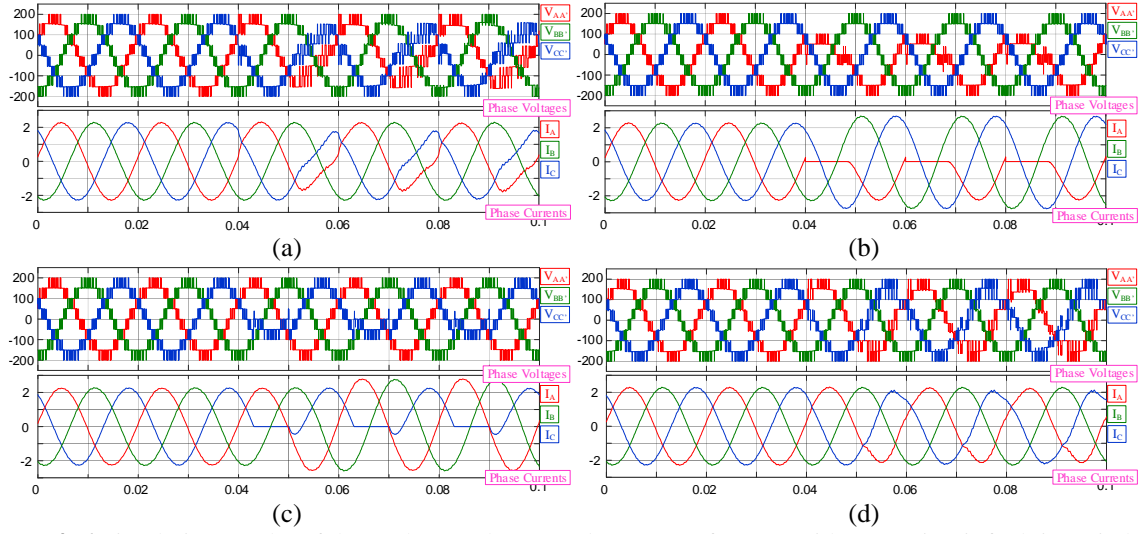 200
100
0
-100
-200
V_AA'
V_BB'
V_CC'
Phase Voltages
2
0
-2
I_A
I_B
I_C
Phase Currents
0 0.02 0.04 0.06 0.08 0.1
(a)
200
100
0
-100
-200
V_AA'
V_BB'
V_CC'
Phase Voltages
2
0
-2
I_A
I_B
I_C
Phase Currents
0 0.02 0.04 0.06 0.08 0.1
(b)
200
100
0
-100
-200
V_AA'
V_BB'
V_CC'
Phase Voltages
2
0
-2
I_A
I_B
I_C
Phase Currents
0 0.02 0.04 0.06 0.08 0.1
(c)
200
100
0
-100
-200
V_AA'
V_BB'
V_CC'
Phase Voltages
2
0
-2
I_A
I_B
I_C
Phase Currents
0 0.02 0.04 0.06 0.08 0.1
(d)